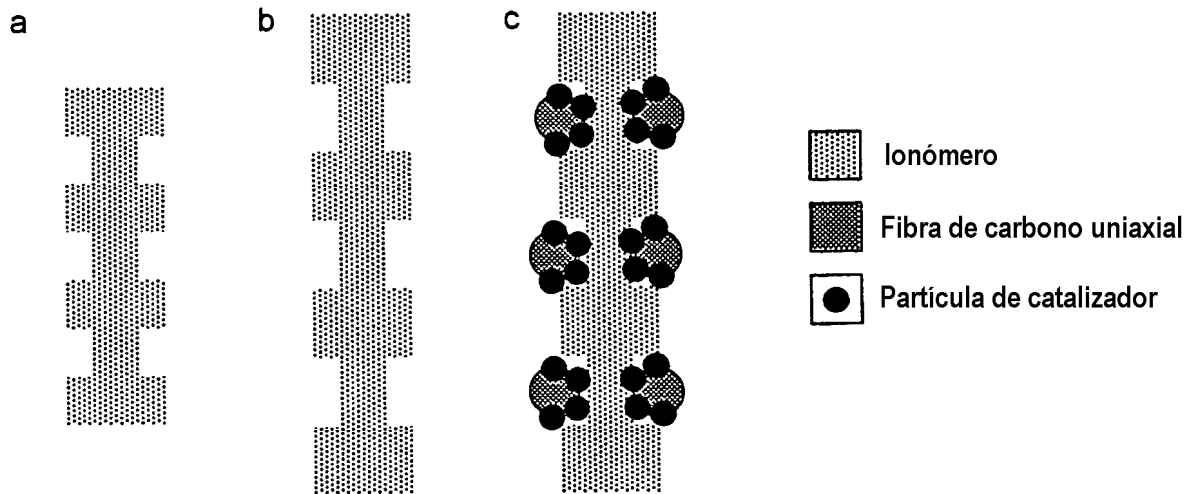 a
b
c
Ionómero
Fibra de carbono uniaxial
Partícula de catalizador